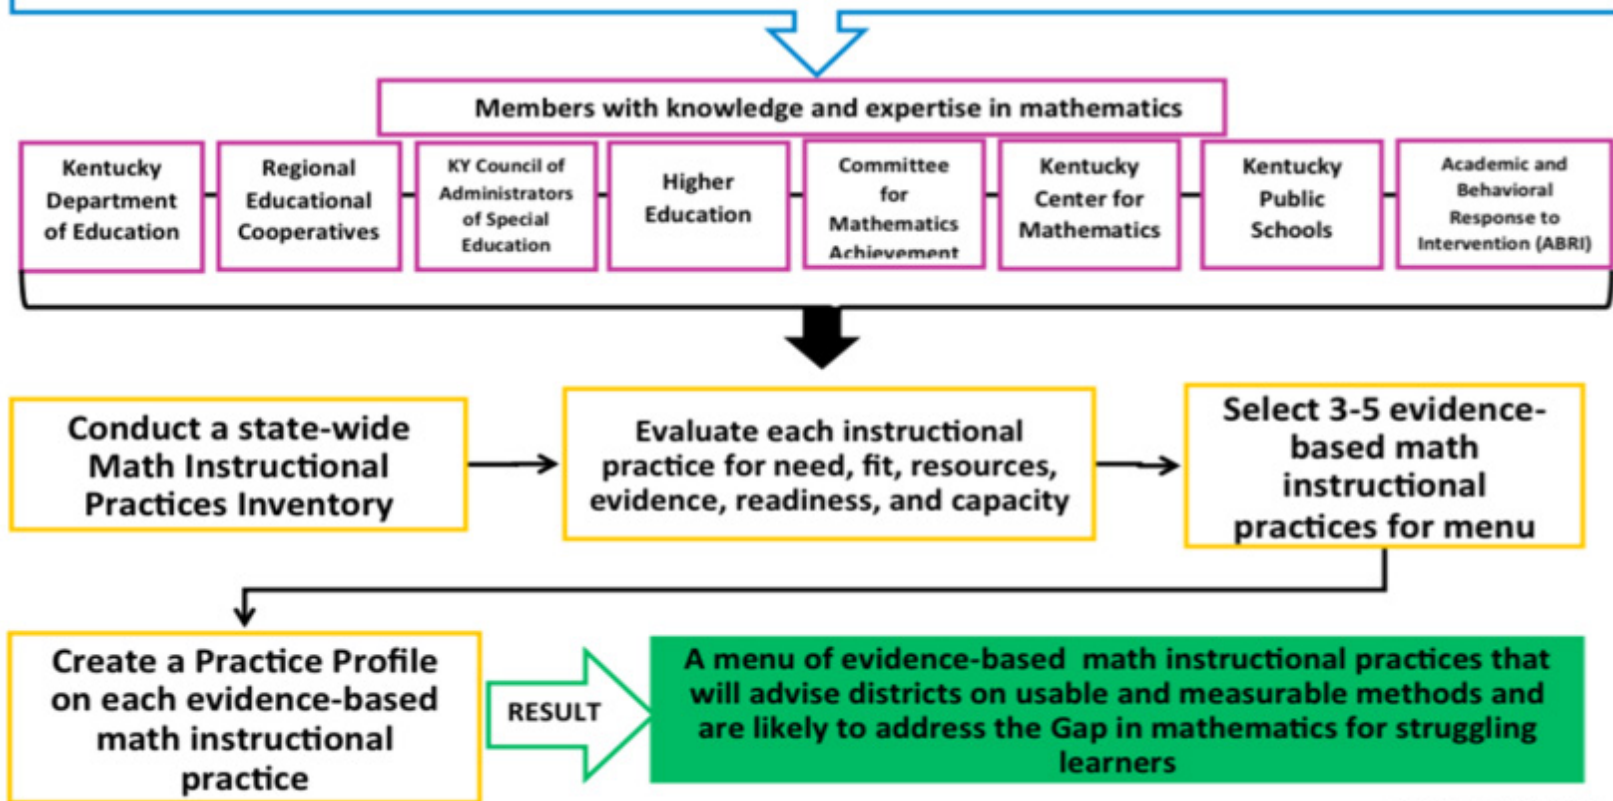 Members with knowledge and expertise in mathematics
Kentucky
Department
of Education
Regional
Educational
Cooperatives
KY Council of
Administrators
of Special
Education
Higher
Education
Committee
for
Mathematics
Achievement
Kentucky
Center for
Mathematics
Kentucky
Public
Schools
Academic and
Behavioral
Response to
Intervention (ABRI)
Conduct a state-wide
Math Instructional
Practices Inventory
Evaluate each instructional
practice for need, fit, resources,
evidence, readiness, and capacity
Select 3-5 evidence-
based math
instructional
practices for menu
Create a Practice Profile
on each evidence-based
math instructional
practice
RESULT
A menu of evidence-based math instructional practices that
will advise districts on usable and measurable methods and
are likely to address the Gap in mathematics for struggling
learners